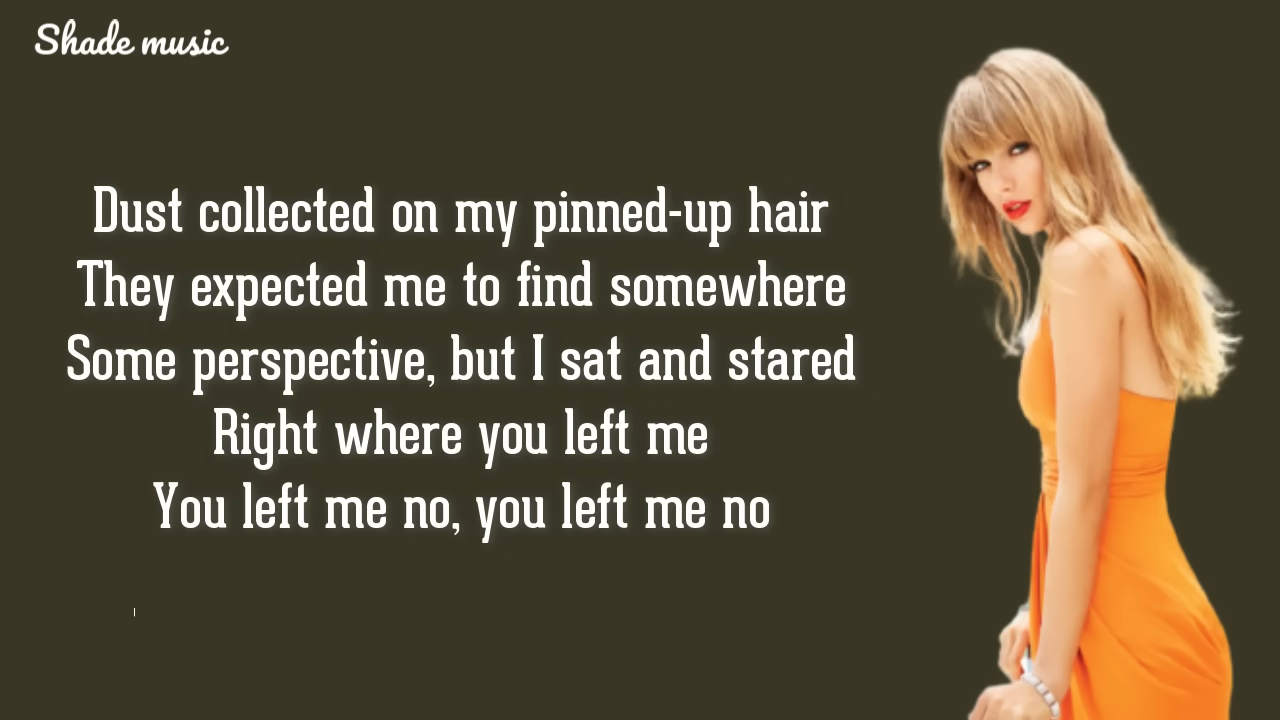 Shade music
Dust collected on my pinned-up hair
They expected me to find somewhere
Some perspective, but I sat and stared
Right where you left me
You left me no, you left me no